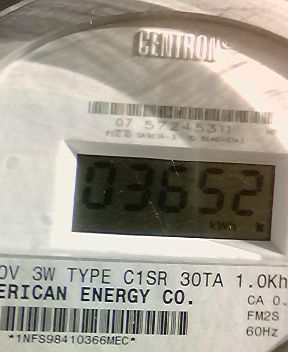 CENTRON®
07 57245311
03652
kWh
0V 3W TYPE C1SR 30TA 1.0Kh
ERICAN ENERGY CO.
CA 0.
FM2S
60Hz
*1NFS98410366MEC*